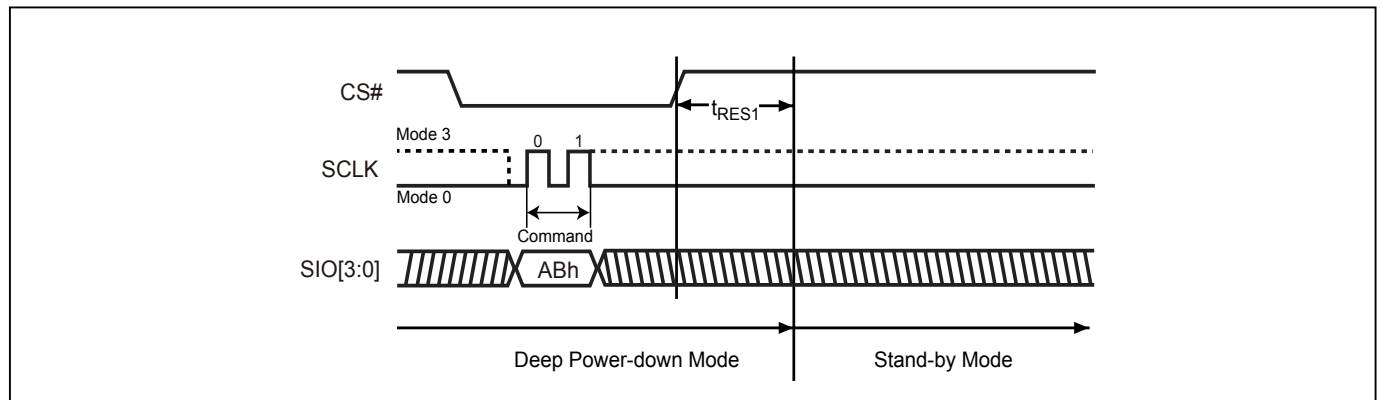 CS#
tRES1
Mode 3
0 1
SCLK
Mode 0
Command
SIO[3:0]
ABh
Deep Power-down Mode
Stand-by Mode